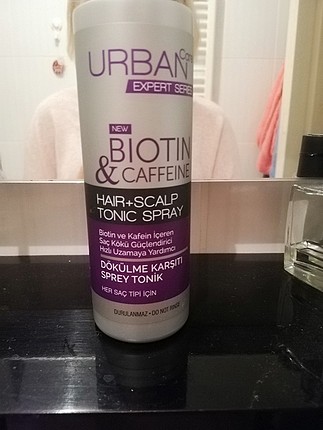 URBAN Care
EXPERT SERIES
NEW
BIOTIN
& CAFFEINE
HAIR+SCALP
TONIC SPRAY
Biotin ve Kafein İçeren
Saç Kökü Güçlendirici
Hızlı Uzamaya Yardımcı
DÖKÜLME KARŞITI
SPREY TONİK
HER SAÇ TİPİ İÇİN
DURULANMAZ • DO NOT RINSE